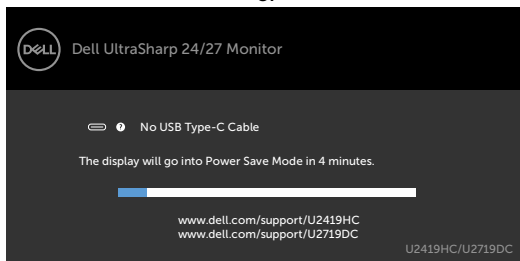 DELL Dell UltraSharp 24/27 Monitor
? No USB Type-C Cable
The display will go into Power Save Mode in 4 minutes.
www.dell.com/support/U2419HC
www.dell.com/support/U2719DC
U2419HC/U2719DC